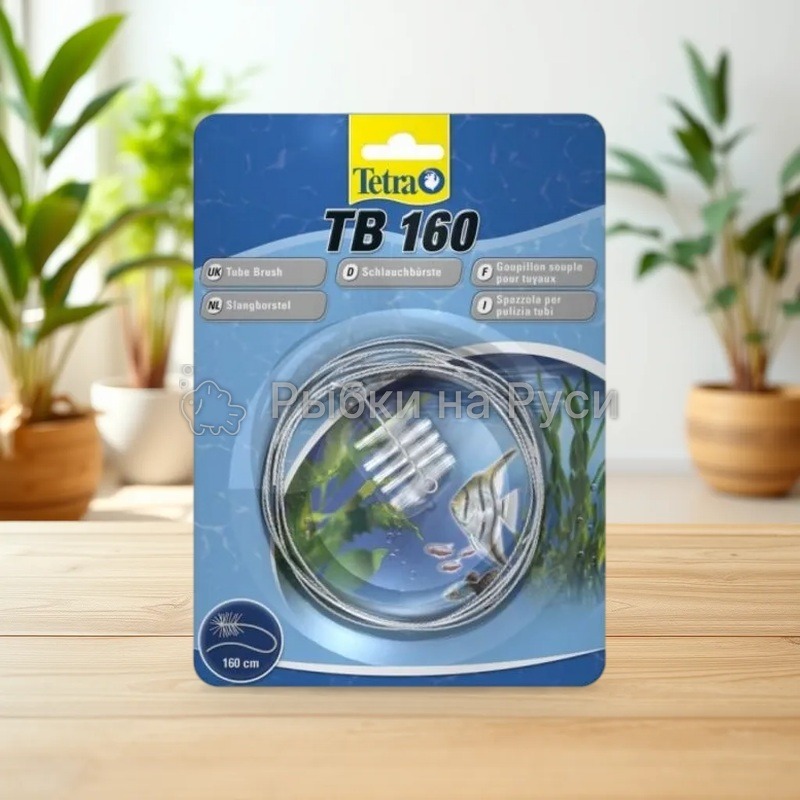 Tetra
TB 160
UK Tube Brush
D Schlauchbürste
F Goupillon souple
pour tuyaux
NL Slangborstel
I Spazzola per
pulizia tubi
Рыбки на Руси
160 cm